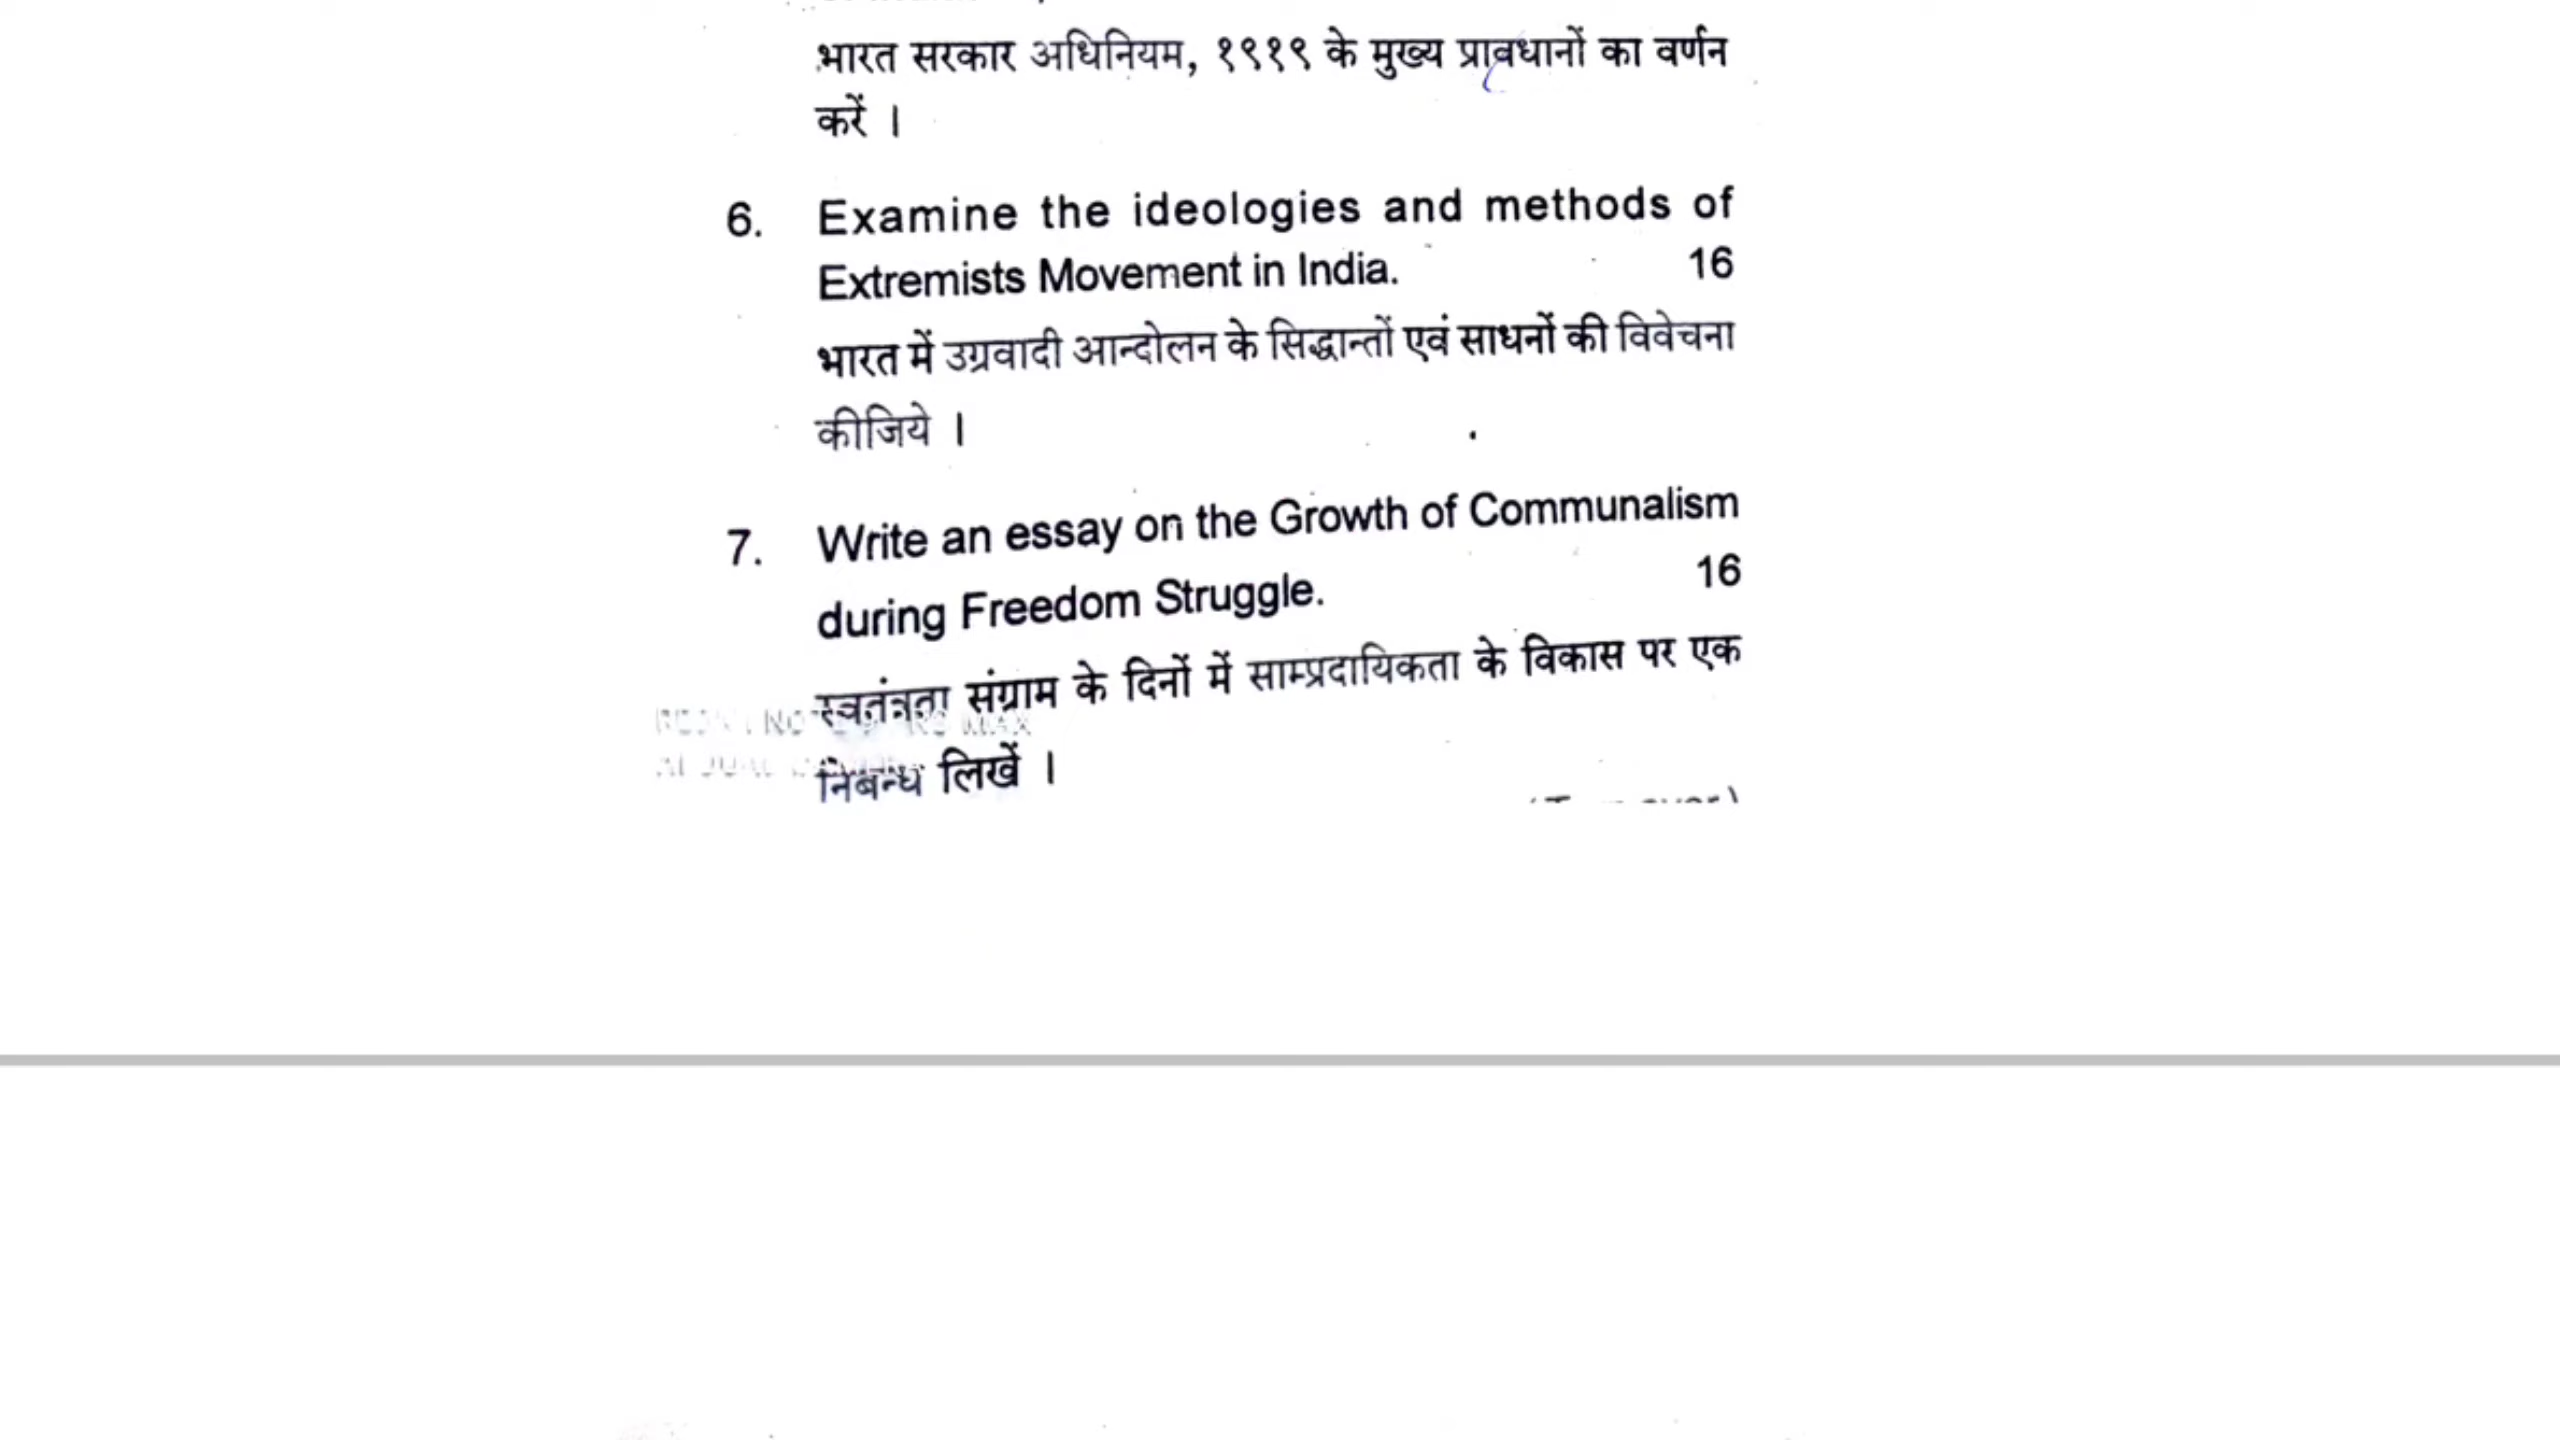 भारत सरकार अधिनियम, १९१९ के मुख्य प्रावधानों का वर्णन
करें ।
6. Examine the ideologies and methods of
Extremists Movement in India. 16
भारत में उग्रवादी आन्दोलन के सिद्धान्तों एवं साधनों की विवेचना
कीजिये ।
7. Write an essay on the Growth of Communalism
during Freedom Struggle. 16
स्वतंत्रता संग्राम के दिनों में साम्प्रदायिकता के विकास पर एक
निबन्ध लिखें ।